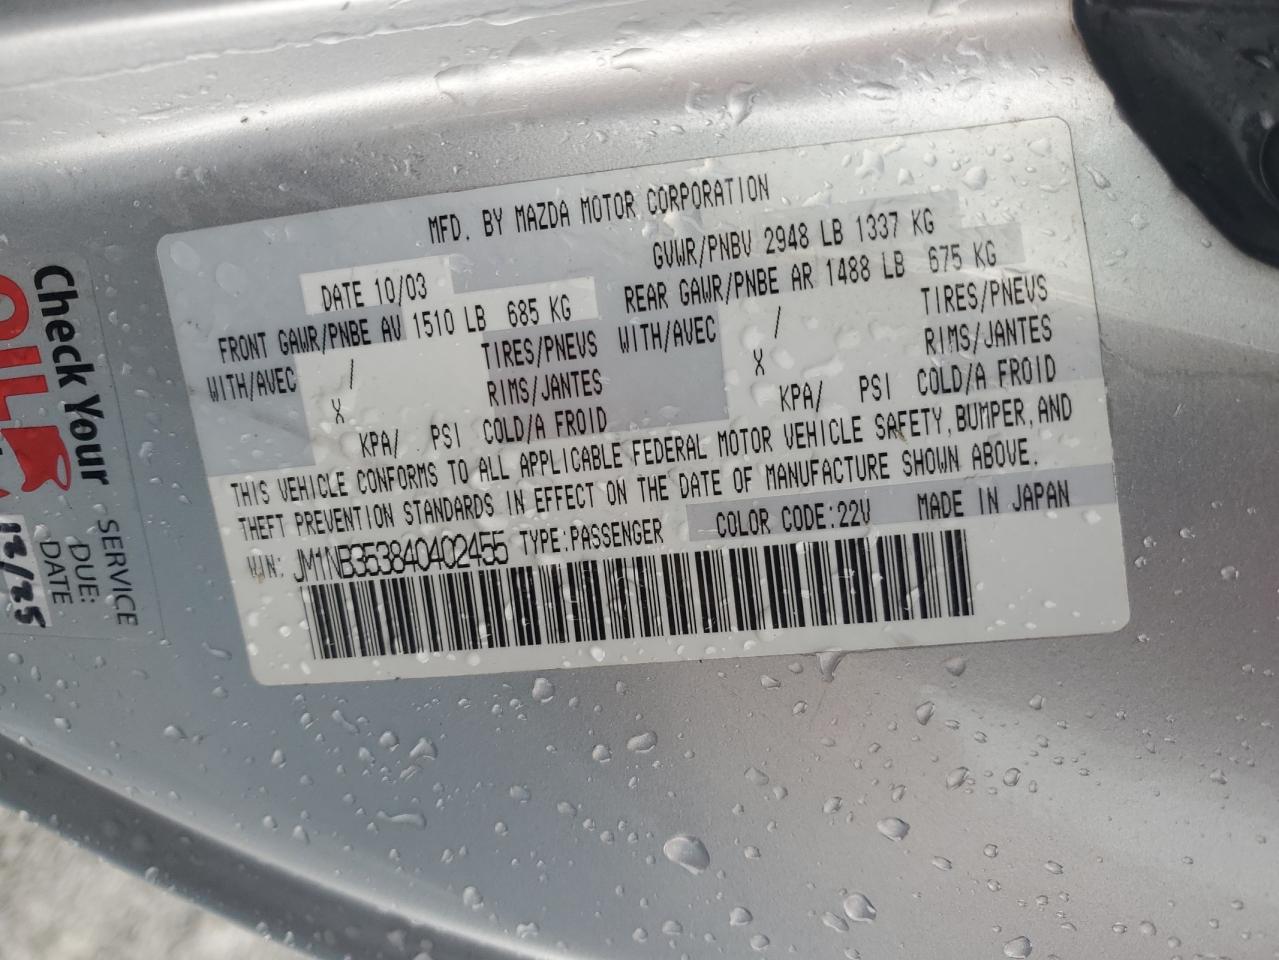 MFD. BY MAZDA MOTOR CORPORATION
DATE 10/03
GVWR/PNBV 2948 LB 1337 KG
FRONT GAWR/PNBE AV 1510 LB 685 KG
REAR GAWR/PNBE AR 1488 LB 675 KG
WITH/AVEC / TIRES/PNEUS
WITH/AVEC / TIRES/PNEUS
X RIMS/JANTES
X RIMS/JANTES
KPA/ PSI COLD/A FROID
KPA/ PSI COLD/A FROID
THIS VEHICLE CONFORMS TO ALL APPLICABLE FEDERAL MOTOR VEHICLE SAFETY, BUMPER, AND
THEFT PREVENTION STANDARDS IN EFFECT ON THE DATE OF MANUFACTURE SHOWN ABOVE.
VIN: JM1NB353840402455 TYPE:PASSENGER COLOR CODE:22V MADE IN JAPAN
Check Your
OIL
SERVICE
DUE:
DATE
12/25